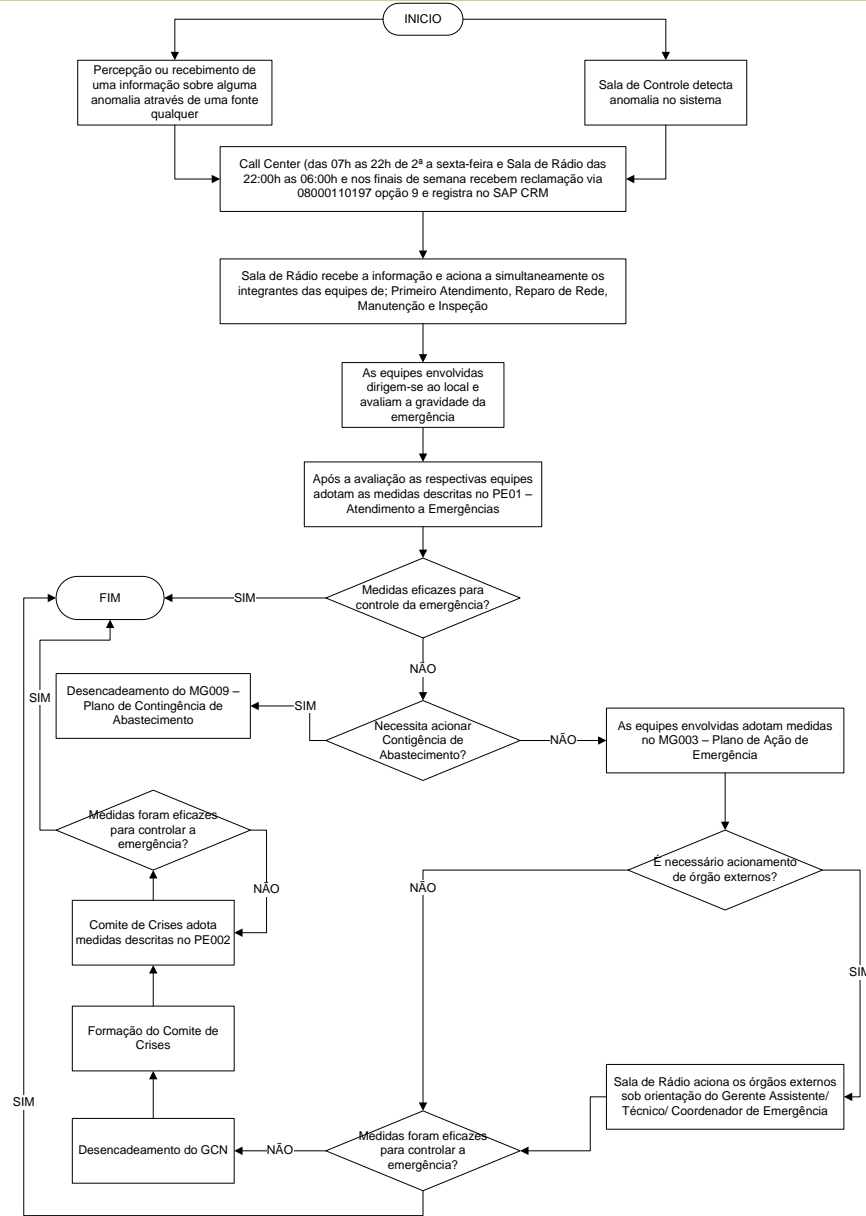 INICIO
Percepção ou recebimento de
uma informação sobre alguma
anomalia através de uma fonte
qualquer
Sala de Controle detecta
anomalia no sistema
Call Center (das 07h as 22h de 2ª a sexta-feira e Sala de Rádio das
22:00h as 06:00h e nos finais de semana recebem reclamação via
08000110197 opção 9 e registra no SAP CRM
Sala de Rádio recebe a informação e aciona a simultaneamente os
integrantes das equipes de; Primeiro Atendimento, Reparo de Rede,
Manutenção e Inspeção
As equipes envolvidas
dirigem-se ao local e
avaliam a gravidade da
emergência
Após a avaliação as respectivas equipes
adotam as medidas descritas no PE01 –
Atendimento a Emergências
Medidas eficazes para
controle da emergência?
SIM
FIM
NÃO
Necessita acionar
Contigência de
Abastecimento?
SIM
Desencadeamento do MG009 –
Plano de Contingência de
Abastecimento
NÃO
As equipes envolvidas adotam medidas
no MG003 – Plano de Ação de
Emergência
É necessário acionamento
de órgão externos?
NÃO
SIM
Sala de Rádio aciona os órgãos externos
sob orientação do Gerente Assistente/
Técnico/ Coordenador de Emergência
Medidas foram eficazes
para controlar a
emergência?
SIM
NÃO
Desencadeamento do GCN
Formação do Comite de
Crises
Comite de Crises adota
medidas descritas no PE002
Medidas foram eficazes
para controlar a
emergência?
NÃO
SIM